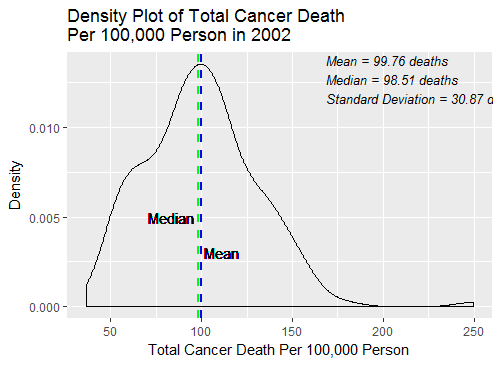 Density Plot of Total Cancer Death
Per 100,000 Person in 2002
Mean = 99.76 deaths
Median = 98.51 deaths
Standard Deviation = 30.87 d
0.010
Density
0.005
Median
Mean
0.000
50 100 150 200 250
Total Cancer Death Per 100,000 Person